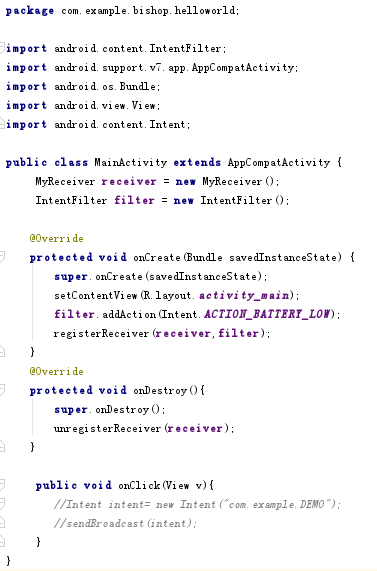 package com.example.bishop.helloworld;
import android.content.IntentFilter;
import android.support.v7.app.AppCompatActivity;
import android.os.Bundle;
import android.view.View;
import android.content.Intent;
public class MainActivity extends AppCompatActivity {
MyReceiver receiver = new MyReceiver();
IntentFilter filter = new IntentFilter();
@Override
protected void onCreate(Bundle savedInstanceState) {
super.onCreate(savedInstanceState);
setContentView(R.layout.activity_main);
filter.addAction(Intent.ACTION_BATTERY_LOW);
registerReceiver(receiver,filter);
}
@Override
protected void onDestroy(){
super.onDestroy();
unregisterReceiver(receiver);
}
public void onClick(View v){
//Intent intent= new Intent("com.example.DEMO");
//sendBroadcast(intent);
}
}